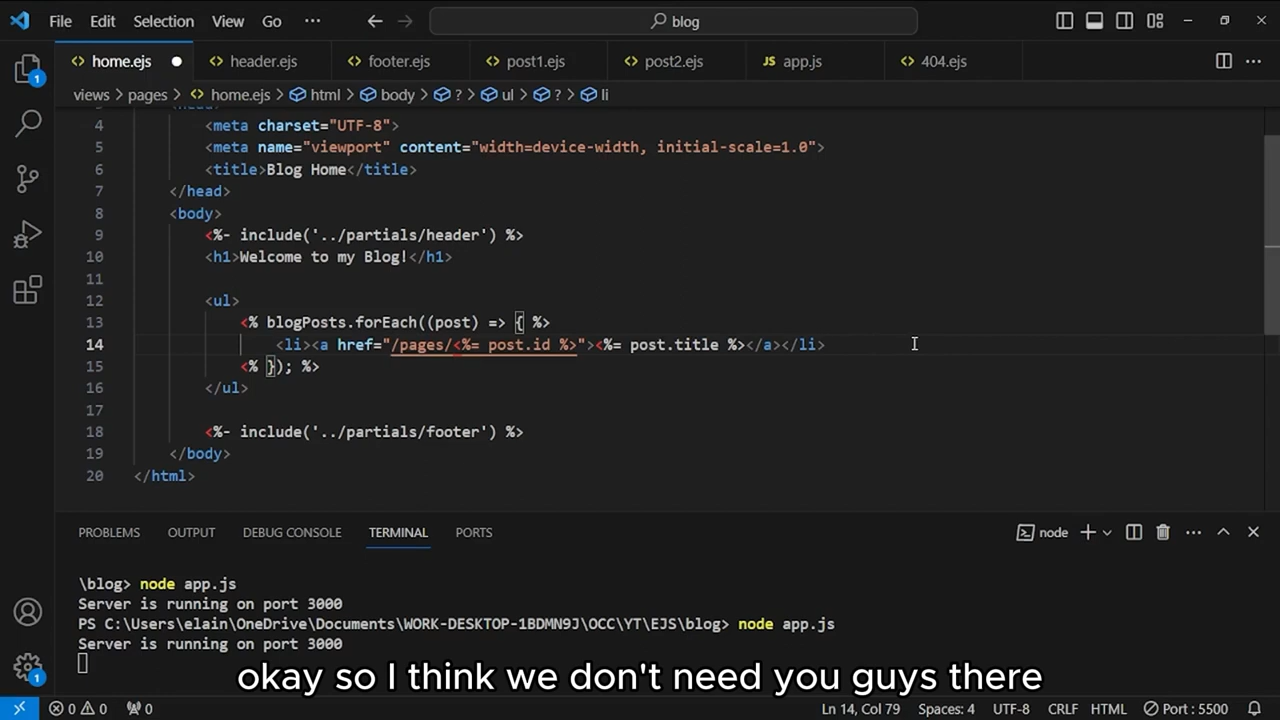 File Edit Selection View Go ··· blog
home.ejs header.ejs footer.ejs post1.ejs post2.ejs JS app.js 404.ejs
views > pages > home.ejs > html > body > ? > ul > ? > li
4 <meta charset="UTF-8">
5 <meta name="viewport" content="width=device-width, initial-scale=1.0">
6 <title>Blog Home</title>
7 </head>
8 <body>
9 <%- include('../partials/header') %>
10 <h1>Welcome to my Blog!</h1>
11
12 <ul>
13 <% blogPosts.forEach((post) => { %>
14 <li><a href="/pages/<%= post.id %>"><%= post.title %></a></li>
15 <% }); %>
16 </ul>
17
18 <%- include('../partials/footer') %>
19 </body>
20 </html>
PROBLEMS OUTPUT DEBUG CONSOLE TERMINAL PORTS node
\blog> node app.js
Server is running on port 3000
PS C:\Users\elain\OneDrive\Documents\WORK-DESKTOP-1BDMN9J\OCC\YT\EJS\blog> node app.js
Server is running on port 3000
okay so I think we don't need you guys there
0 0 0 Ln 14, Col 79 Spaces: 4 UTF-8 CRLF HTML Port : 5500